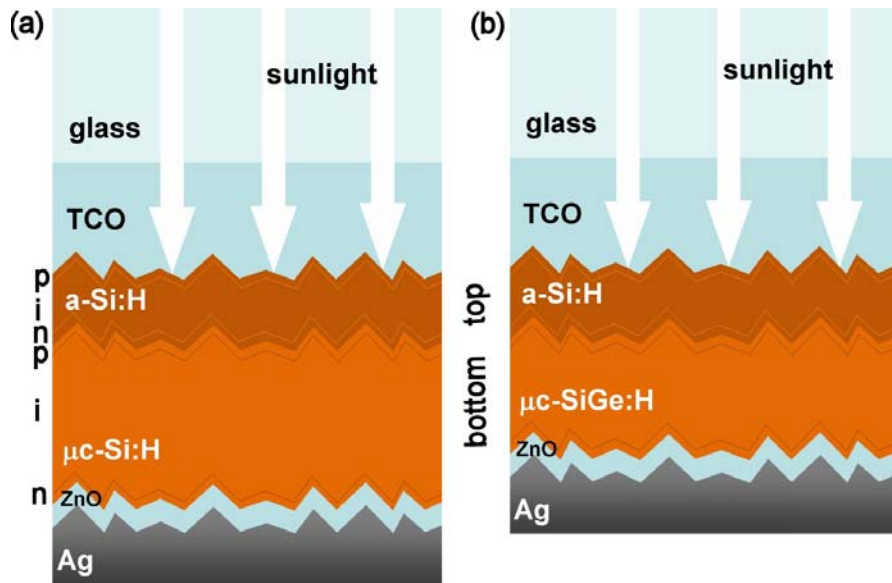 (a)
sunlight
glass
TCO
p
a-Si:H
i
n
p
i
μc-Si:H
n
ZnO
Ag
(b)
sunlight
glass
TCO
top
a-Si:H
bottom
μc-SiGe:H
ZnO
Ag